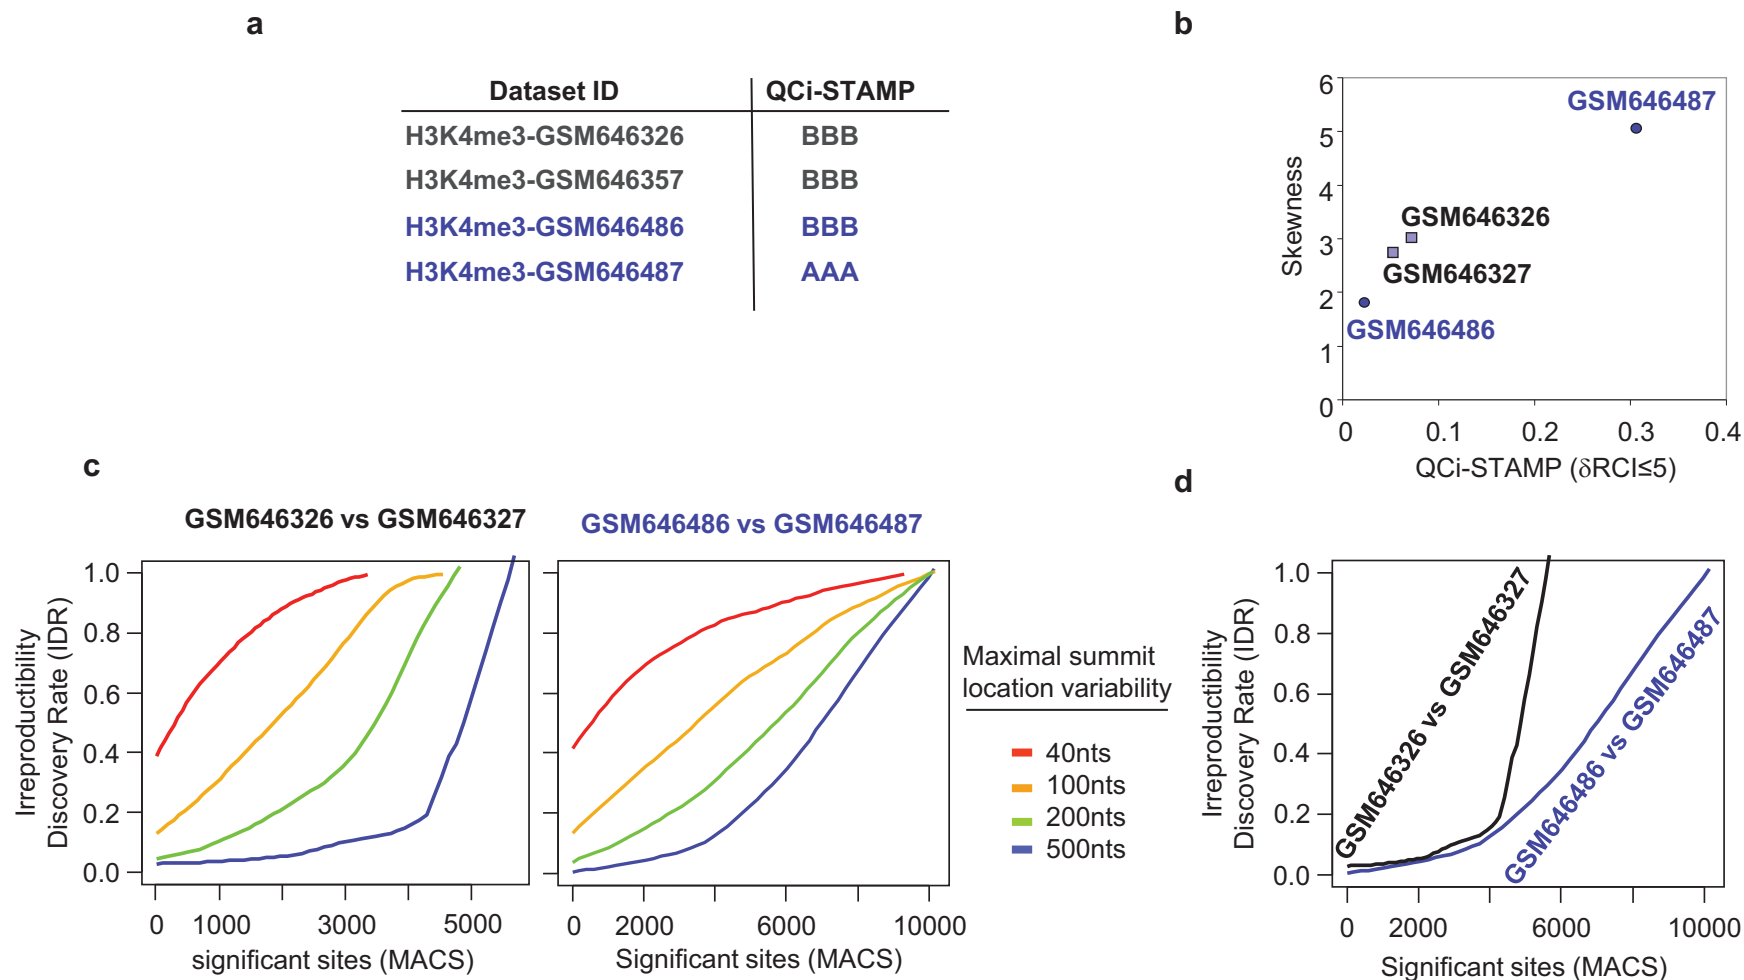 a
Dataset ID QCi-STAMP
H3K4me3-GSM646326 BBB
H3K4me3-GSM646357 BBB
H3K4me3-GSM646486 BBB
H3K4me3-GSM646487 AAA
b
Skewness
6
5
4
3
2
1
0
GSM646487
GSM646326
GSM646327
GSM646486
0 0.1 0.2 0.3 0.4
QCi-STAMP (δRCI≤5)
c
GSM646326 vs GSM646327
Irreproductibility
Discovery Rate (IDR)
1.0
0.8
0.6
0.4
0.2
0.0
0 1000 3000 5000
significant sites (MACS)
GSM646486 vs GSM646487
0 2000 6000 10000
Significant sites (MACS)
Maximal summit
location variability
40nts
100nts
200nts
500nts
d
Irreproductibility
Discovery Rate (IDR)
1.0
0.8
0.6
0.4
0.2
0.0
GSM646326 vs GSM646327
GSM646486 vs GSM646487
0 2000 6000 10000
Significant sites (MACS)